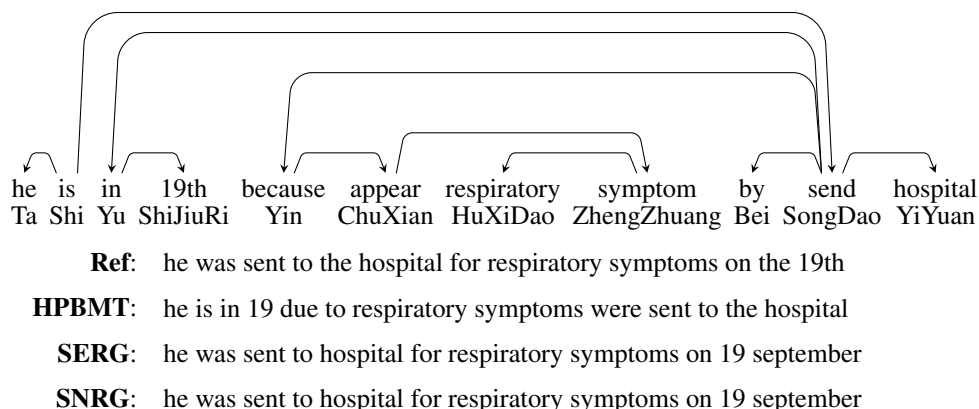 he is in 19th because appear respiratory symptom by send hospital
Ta Shi Yu ShiJiuRi Yin ChuXian HuXiDao ZhengZhuang Bei SongDao YiYuan
Ref: he was sent to the hospital for respiratory symptoms on the 19th
HPBMT: he is in 19 due to respiratory symptoms were sent to the hospital
SERG: he was sent to hospital for respiratory symptoms on 19 september
SNRG: he was sent to hospital for respiratory symptoms on 19 september